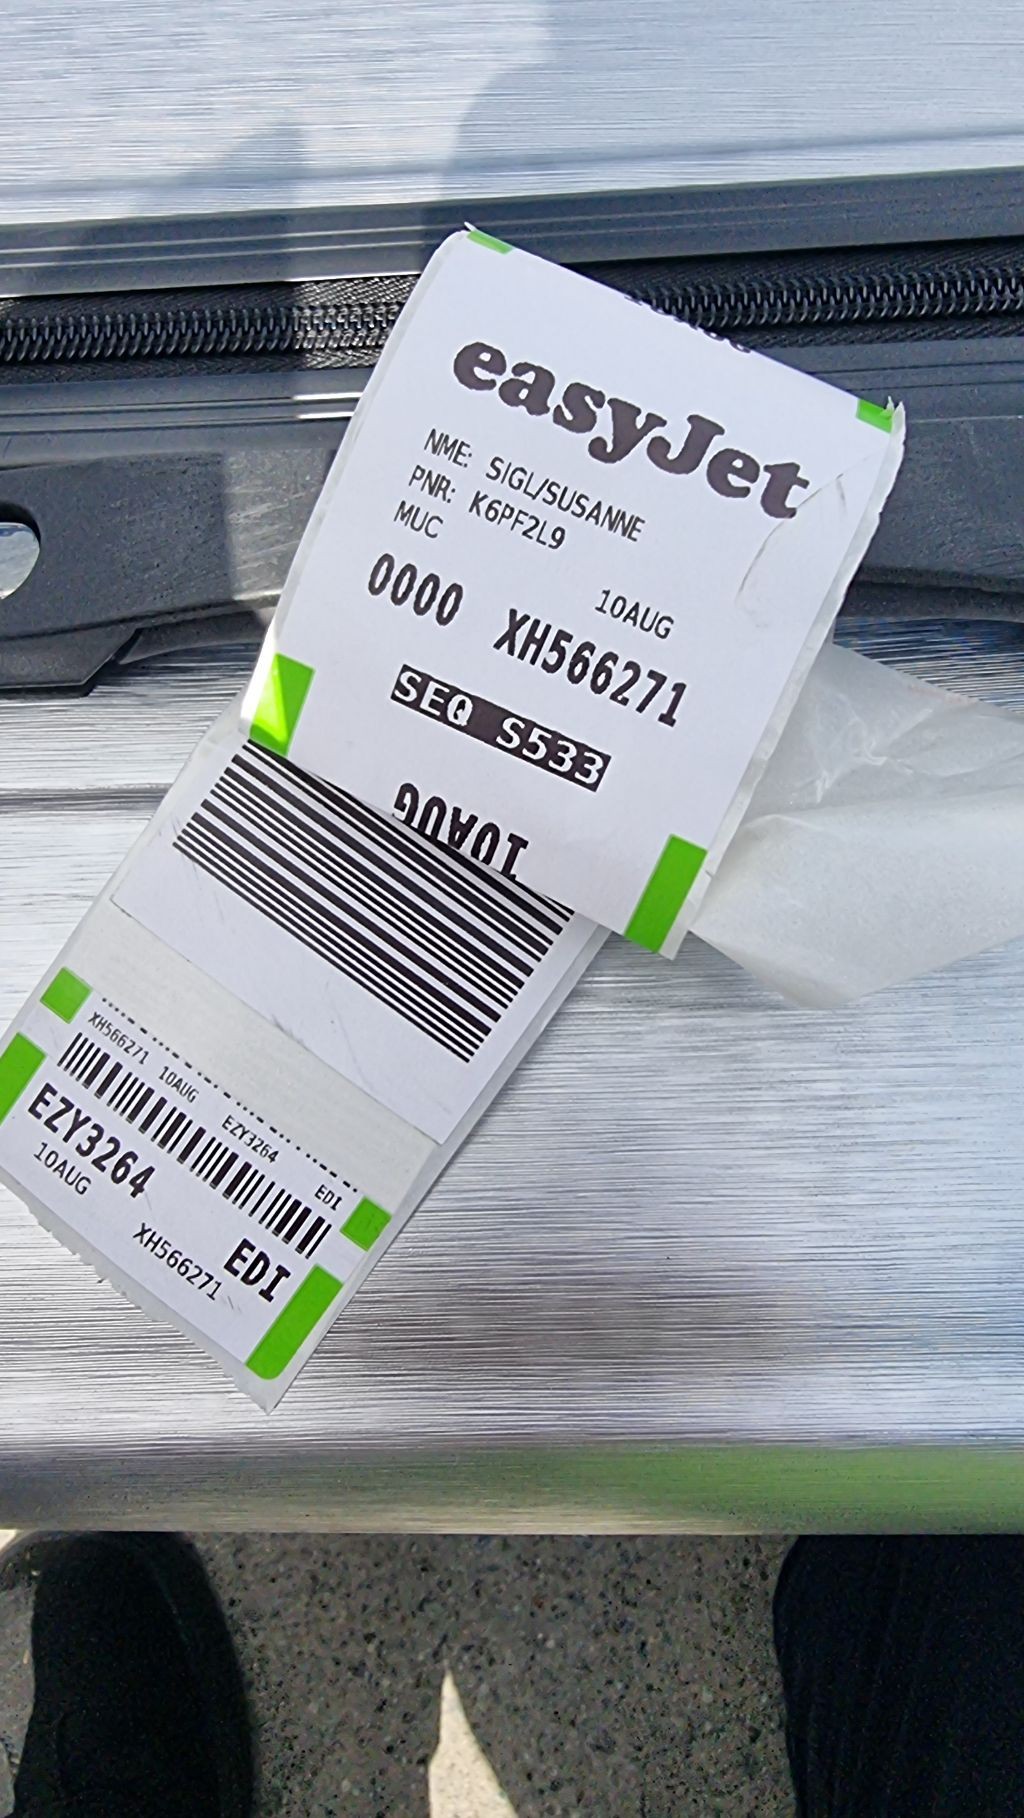 easyJet
NME: SIGL/SUSANNE
PNR: K6PF2L9
MUC
10AUG
0000 XH566271
SEQ S533
10AUG
XH566271 10AUG EZY3264 EDI
EZY3264
10AUG
EDI
XH566271